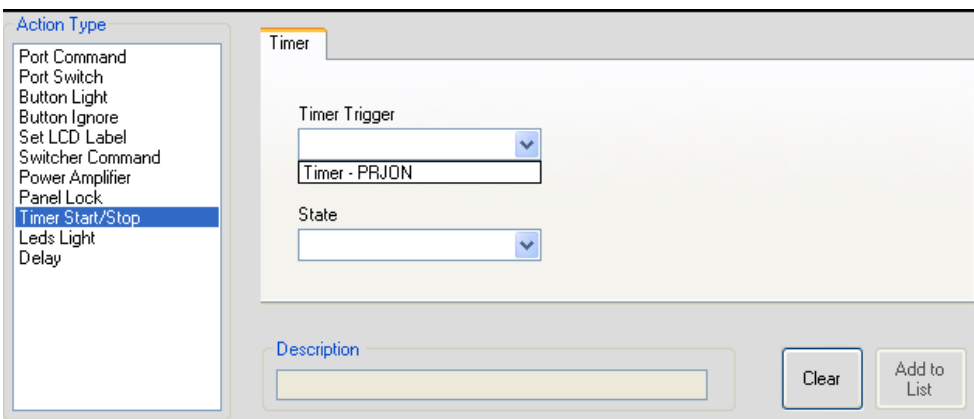 Action Type
Port Command
Port Switch
Button Light
Button Ignore
Set LCD Label
Switcher Command
Power Amplifier
Panel Lock
Timer Start/Stop
Leds Light
Delay
Timer
Timer Trigger
Timer - PRJON
State
Description
Clear
Add to
List